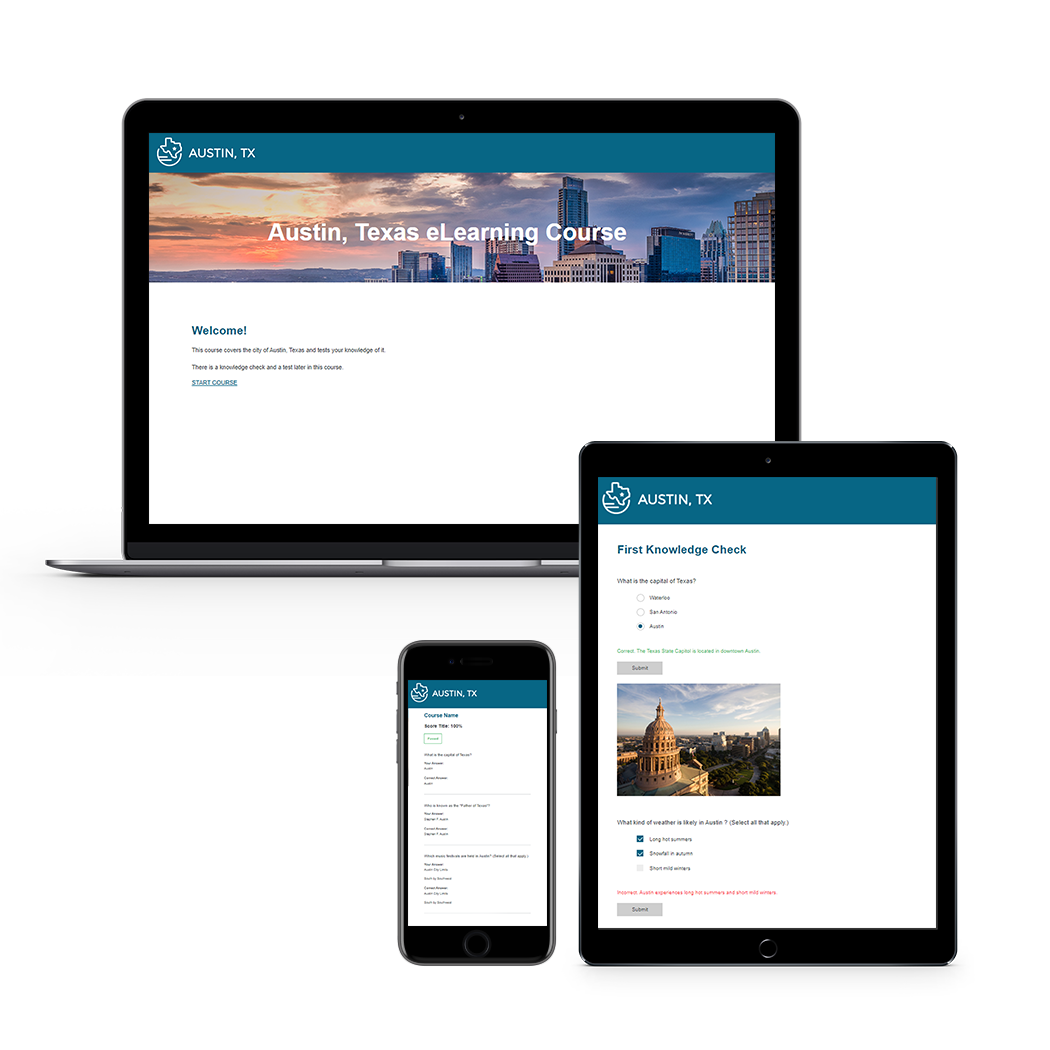 AUSTIN, TX
Austin, Texas eLearning Course
Welcome!
This course covers the city of Austin, Texas and tests your knowledge of it.
There is a knowledge check and a test later in this course.
START COURSE
AUSTIN, TX
First Knowledge Check
What is the capital of Texas?
Waterloo
San Antonio
Austin
Correct. The Texas State Capitol is located in downtown Austin.
Submit
What kind of weather is likely in Austin ? (Select all that apply.)
Long hot summers
Snowfall in autumn
Short mild winters
Incorrect. Austin experiences long hot summers and short mild winters.
Submit
AUSTIN, TX
Course Name
Score Title: 100%
Passed
What is the capital of Texas?
Your Answer:
Austin
Correct Answer:
Austin
Who is known as the "Father of Texas"?
Your Answer:
Stephen F. Austin
Correct Answer:
Stephen F. Austin
Which music festivals are held in Austin? (Select all that apply.)
Your Answer:
Austin City Limits
South by Southwest
Correct Answer:
Austin City Limits
South by Southwest